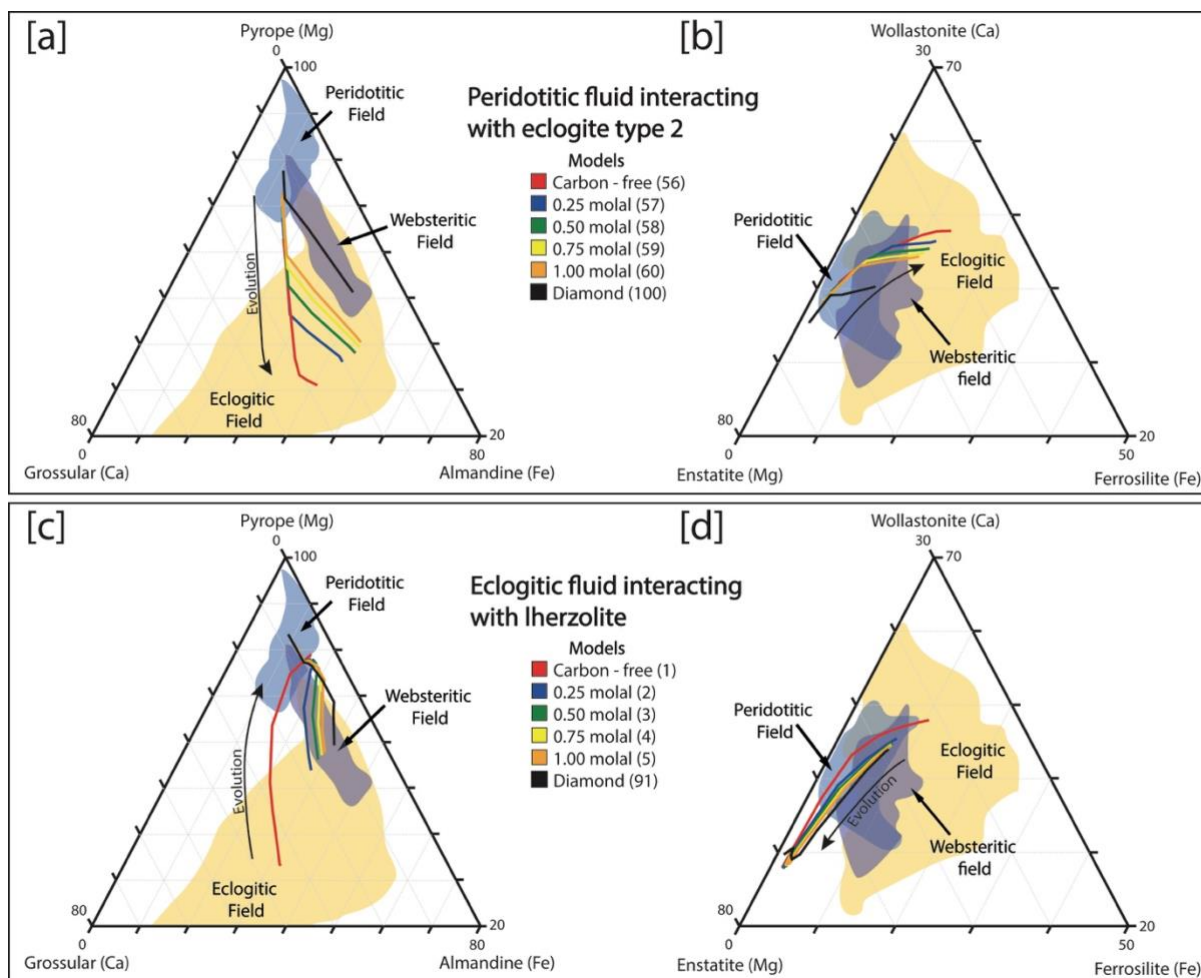 [a]
Pyrope (Mg)
0
100
Peridotitic
Field
Websteritic
Field
Evolution
Eclogitic
Field
80
0
20
80
Grossular (Ca)
Almandine (Fe)
Peridotitic fluid interacting
with eclogite type 2
Models
Carbon - free (56)
0.25 molal (57)
0.50 molal (58)
0.75 molal (59)
1.00 molal (60)
Diamond (100)
[b]
Wollastonite (Ca)
30
70
Peridotitic
Field
Eclogitic
Field
Websteritic
field
80
0
20
50
Enstatite (Mg)
Ferrosilite (Fe)
[c]
Pyrope (Mg)
0
100
Peridotitic
Field
Websteritic
Field
Evolution
Eclogitic
Field
80
0
20
80
Grossular (Ca)
Almandine (Fe)
Eclogitic fluid interacting
with lherzolite
Models
Carbon - free (1)
0.25 molal (2)
0.50 molal (3)
0.75 molal (4)
1.00 molal (5)
Diamond (91)
[d]
Wollastonite (Ca)
30
70
Peridotitic
Field
Eclogitic
Field
Evolution
Websteritic
field
80
0
20
50
Enstatite (Mg)
Ferrosilite (Fe)